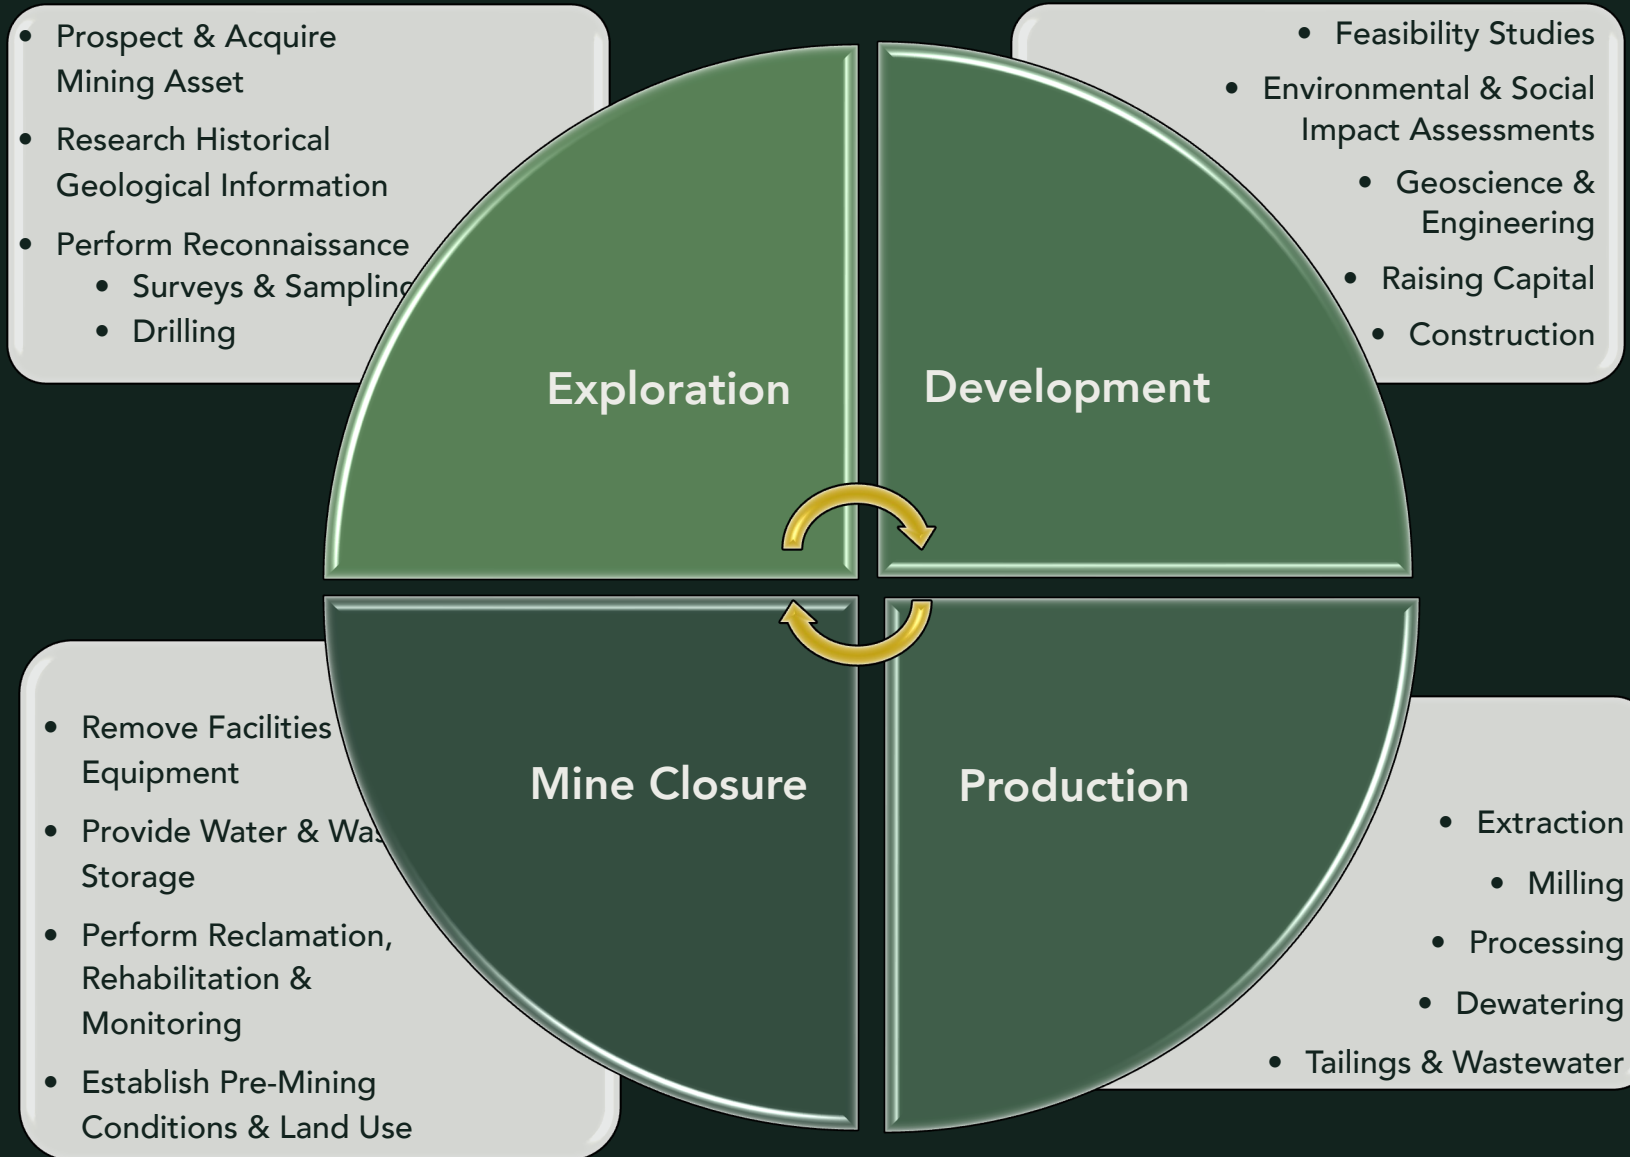 • Prospect & Acquire
Mining Asset
• Research Historical
Geological Information
• Perform Reconnaissance
• Surveys & Sampling
• Drilling
Exploration
• Feasibility Studies
• Environmental & Social
Impact Assessments
• Geoscience &
Engineering
• Raising Capital
• Construction
Development
• Remove Facilities
Equipment
• Provide Water &
Storage
• Perform Reclamation,
Rehabilitation &
Monitoring
• Establish Pre-Mining
Conditions & Land Use
Mine Closure
Production
• Extraction
• Milling
• Processing
• Dewatering
• Tailings & Wastewater